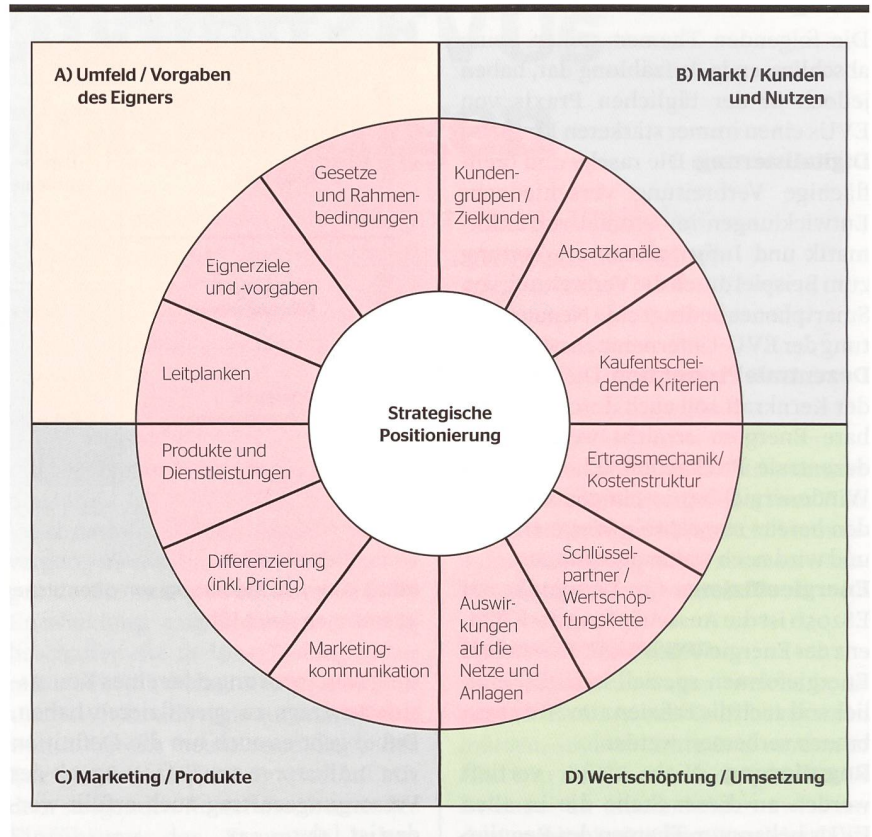 A) Umfeld / Vorgaben
des Eigners
B) Markt / Kunden
und Nutzen
Gesetze
und Rahmen-
bedingungen
Kunden-
gruppen /
Zielkunden
Absatzkanäle
Eignerziele
und -vorgaben
Leitplanken
Kaufentschei-
dende Kriterien
Strategische
Positionierung
Produkte und
Dienstleistungen
Ertragsmechanik/
Kostenstruktur
Differenzierung
(inkl. Pricing)
Schlüssel-
partner /
Wertschöp-
fungskette
Marketing-
kommunikation
Auswir-
kungen
auf die
Netze und
Anlagen
C) Marketing / Produkte
D) Wertschöpfung / Umsetzung